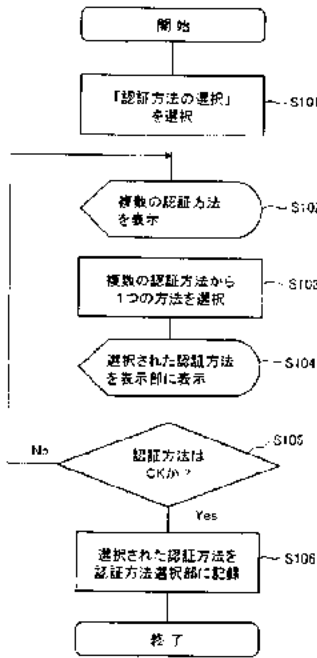 開始
「認証方法の選択」
を選択
S101
複数の認証方法
を表示
S102
複数の認証方法から
1つの方法を選択
S103
選択された認証方法
を表示部に表示
S104
認証方法は
OKか?
S105
No
Yes
選択された認証方法を
認証方法選択部に記録
S106
終了